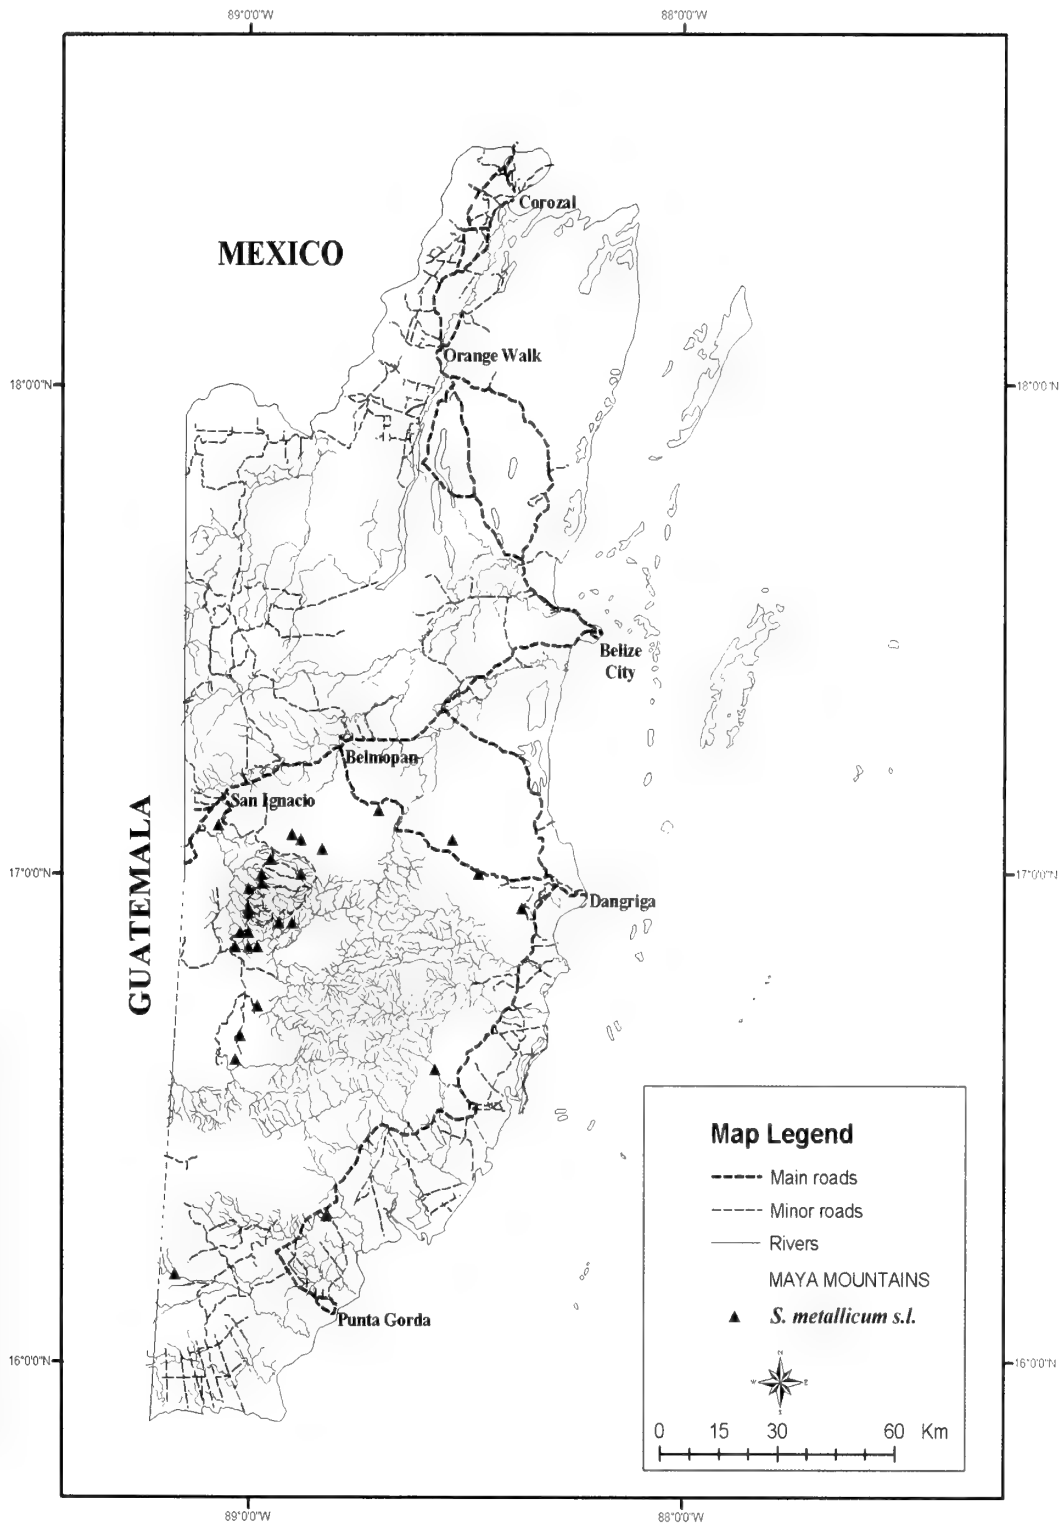 89°0'0"W
88°0'0"W
Corozal
MEXICO
Orange Walk
18°0'0"N
18°0'0"N
Belize
City
Belmopan
San Ignacio
GUATEMALA
17°0'0"N
17°0'0"N
Dangriga
Map Legend
Main roads
Minor roads
Rivers
MAYA MOUNTAINS
S. metallicum s.l.
Punta Gorda
16°0'0"N
16°0'0"N
N
0 15 30 60 Km
89°0'0"W
88°0'0"W